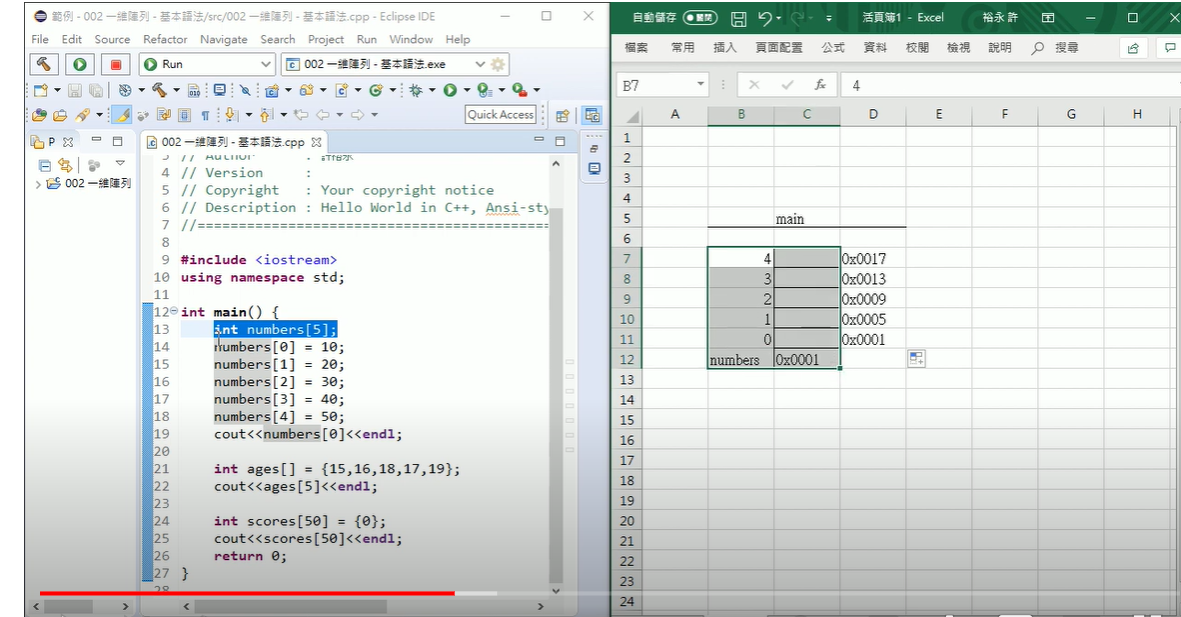 範例 - 002 一維陣列 - 基本語法/src/002 一維陣列 - 基本語法.cpp - Eclipse IDE
File Edit Source Refactor Navigate Search Project Run Window Help
Run
002 一維陣列 - 基本語法.exe
Quick Access
P
002 一維陣列 - 基本語法.cpp
002 一維陣列
4 // Version :
5 // Copyright : Your copyright notice
6 // Description : Hello World in C++, Ansi-sty
7 //===========================================
8
9 #include <iostream>
10 using namespace std;
11
12 int main() {
13 int numbers[5];
14 numbers[0] = 10;
15 numbers[1] = 20;
16 numbers[2] = 30;
17 numbers[3] = 40;
18 numbers[4] = 50;
19 cout<<numbers[0]<<endl;
20
21 int ages[] = {15,16,18,17,19};
22 cout<<ages[5]<<endl;
23
24 int scores[50] = {0};
25 cout<<scores[50]<<endl;
26 return 0;
27 }
28
自動儲存 活頁簿1 - Excel 裕永 許
檔案 常用 插入 頁面配置 公式 資料 校閱 檢視 說明 搜尋
B7 fx 4
A B C D E F G H
1
2
3
4
5 main
6
7 4 0x0017
8 3 0x0013
9 2 0x0009
10 1 0x0005
11 0 0x0001
12 numbers 0x0001
13
14
15
16
17
18
19
20
21
22
23
24